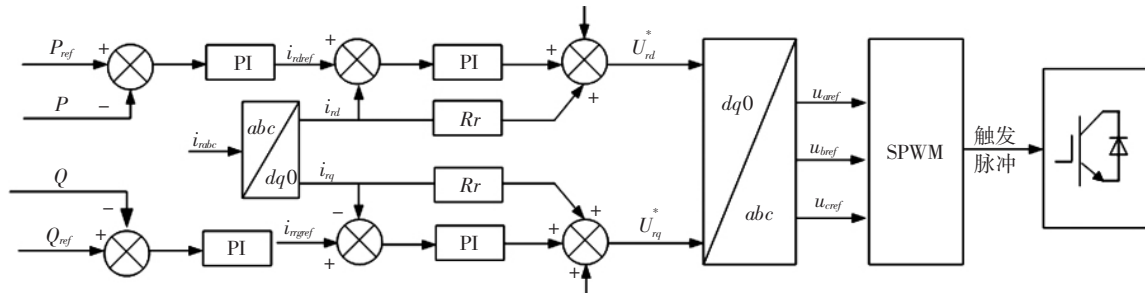 P_ref
+
−
P
PI
i_rdref
+
PI
+
+
U*_rd
i_rabc
abc
dq0
i_rd
Rr
i_rq
Rr
Q
−
Q_ref
+
PI
i_rrgref
−
+
PI
+
+
+
U*_rq
dq0
abc
u_aref
u_bref
u_cref
SPWM
触发
脉冲